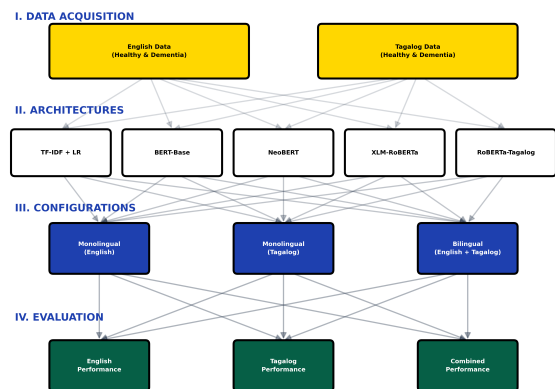 I. DATA ACQUISITION
English Data
(Healthy & Dementia)
Tagalog Data
(Healthy & Dementia)
II. ARCHITECTURES
TF-IDF + LR
BERT-Base
NeoBERT
XLM-RoBERTa
RoBERTa-Tagalog
III. CONFIGURATIONS
Monolingual
(English)
Monolingual
(Tagalog)
Bilingual
(English + Tagalog)
IV. EVALUATION
English
Performance
Tagalog
Performance
Combined
Performance